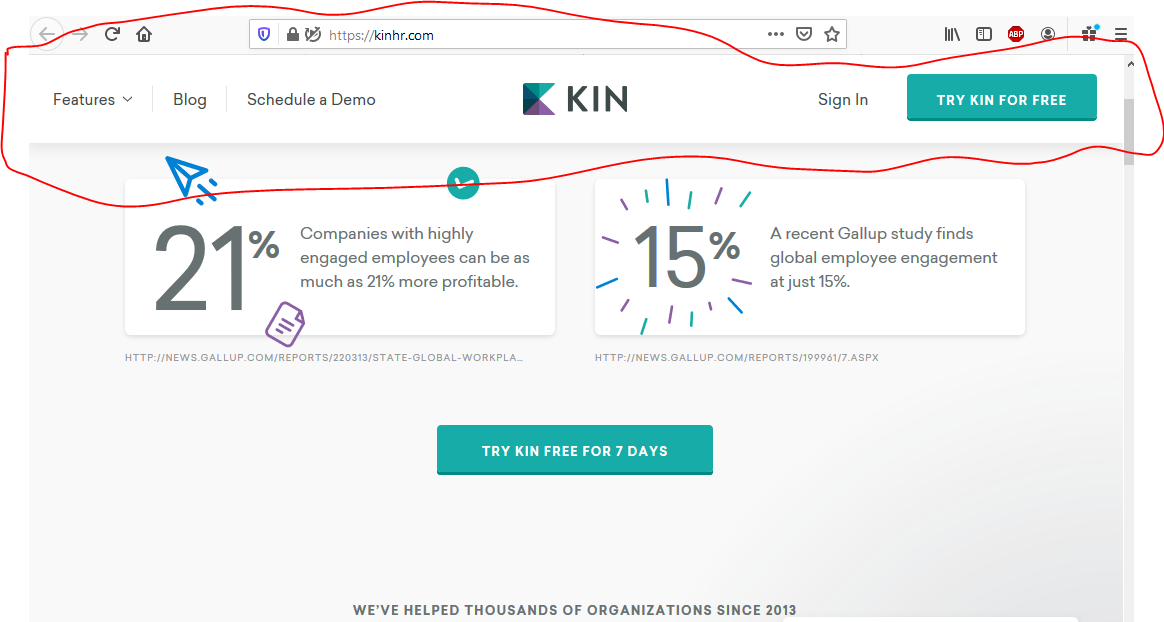 https://kinhr.com
ABP
Features
Blog
Schedule a Demo
KIN
Sign In
TRY KIN FOR FREE
21%
Companies with highly
engaged employees can be as
much as 21% more profitable.
HTTP://NEWS.GALLUP.COM/REPORTS/220313/STATE-GLOBAL-WORKPLA...
15%
A recent Gallup study finds
global employee engagement
at just 15%.
HTTP://NEWS.GALLUP.COM/REPORTS/199961/7.ASPX
TRY KIN FREE FOR 7 DAYS
WE'VE HELPED THOUSANDS OF ORGANIZATIONS SINCE 2013